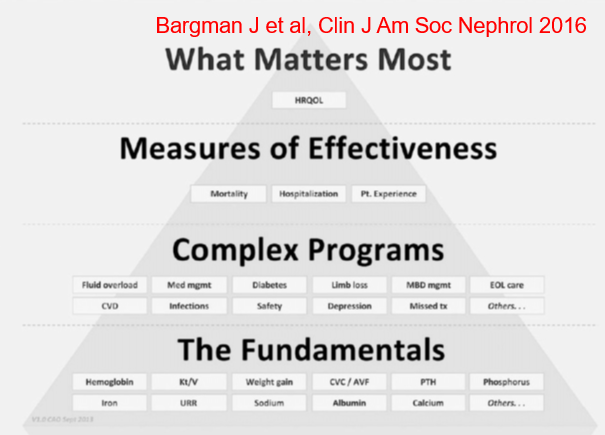 Bargman J et al, Clin J Am Soc Nephrol 2016
What Matters Most
HRQOL
Measures of Effectiveness
Mortality Hospitalization Pt. Experience
Complex Programs
Fluid overload Med mgmt Diabetes Limb loss MBD mgmt EOL care
CVD Infections Safety Depression Missed tx Others...
The Fundamentals
Hemoglobin Kt/V Weight gain CVC / AVF PTH Phosphorus
Iron URR Sodium Albumin Calcium Others...
Sept 2013